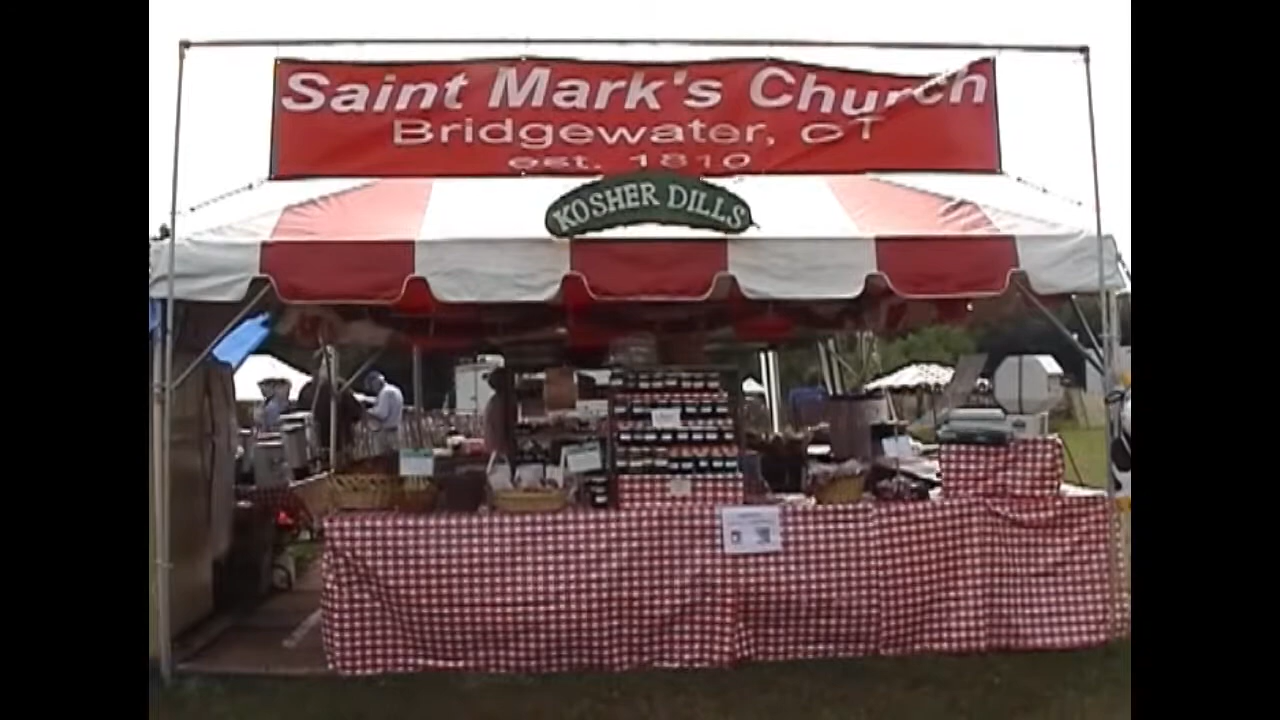 Saint Mark's Church
Bridgewater, CT
est. 1810
KOSHER DILLS